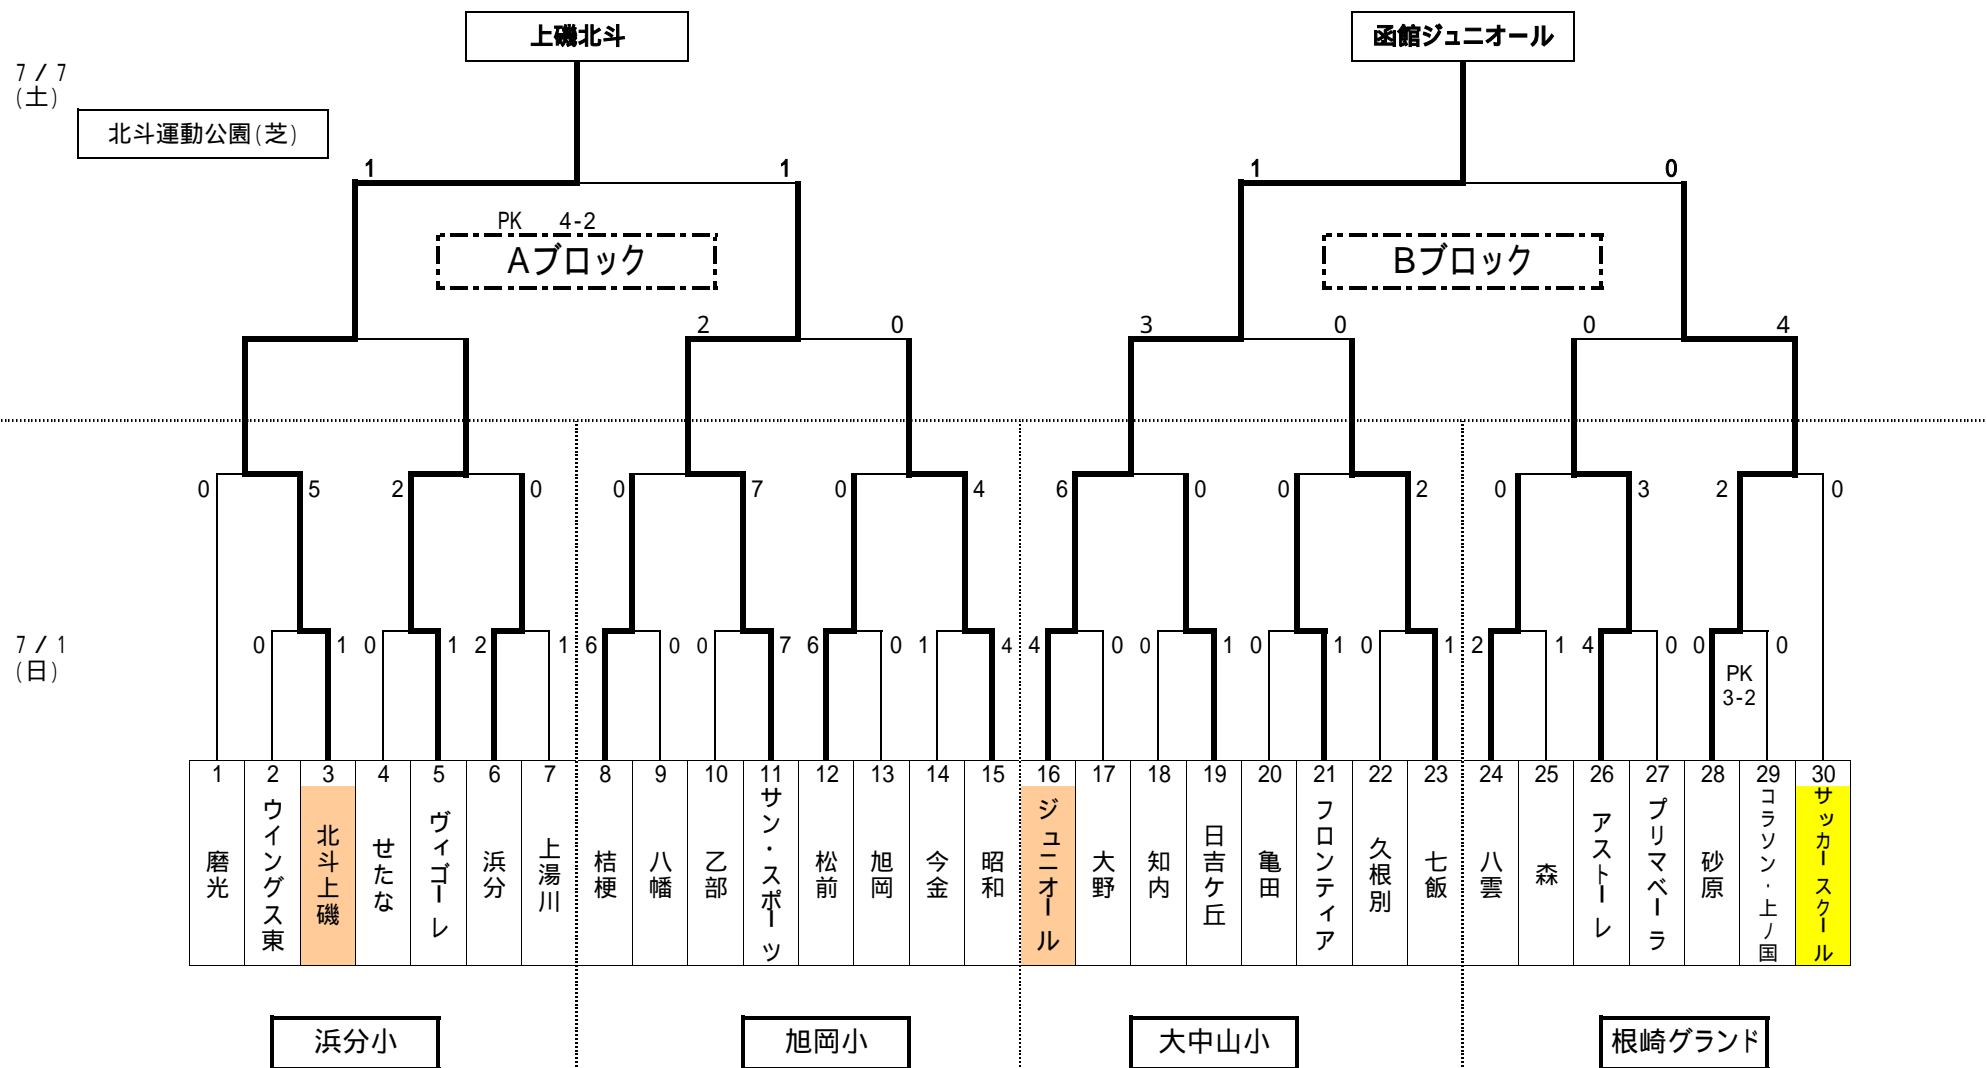 上磯北斗
函館ジュニオール
7 / 7
(土)
北斗運動公園(芝)
1 1 1 0
PK 4-2
Aブロック
Bブロック
2 0 3 0 0 4
0 5 2 0 0 7 0 4 6 0 0 2 0 3 2 0
7 / 1
(日)
0 1 0 1 2 1 6 0 0 7 6 0 1 4 4 0 0 1 0 1 0 1 2 1 4 0 0 0
PK
3-2
1 2 3 4 5 6 7 8 9 10 11 12 13 14 15 16 17 18 19 20 21 22 23 24 25 26 27 28 29 30
磨光
ウイングス東
北斗上磯
せたな
ヴィゴーレ
浜分
上湯川
桔梗
八幡
乙部
サン・スポーツ
松前
旭岡
今金
昭和
ジュニオール
大野
知内
日吉ケ丘
亀田
フロンティア
久根別
七飯
八雲
森
アストーレ
プリマベーラ
砂原
コラソン・上ノ国
サッカースクール
浜分小
旭岡小
大中山小
根崎グランド